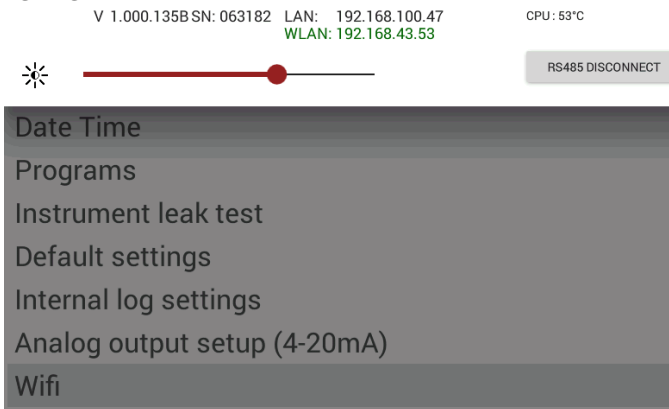 V 1.000.135B SN: 063182 LAN: 192.168.100.47 CPU : 53°C
WLAN: 192.168.43.53
RS485 DISCONNECT
Date Time
Programs
Instrument leak test
Default settings
Internal log settings
Analog output setup (4-20mA)
Wifi